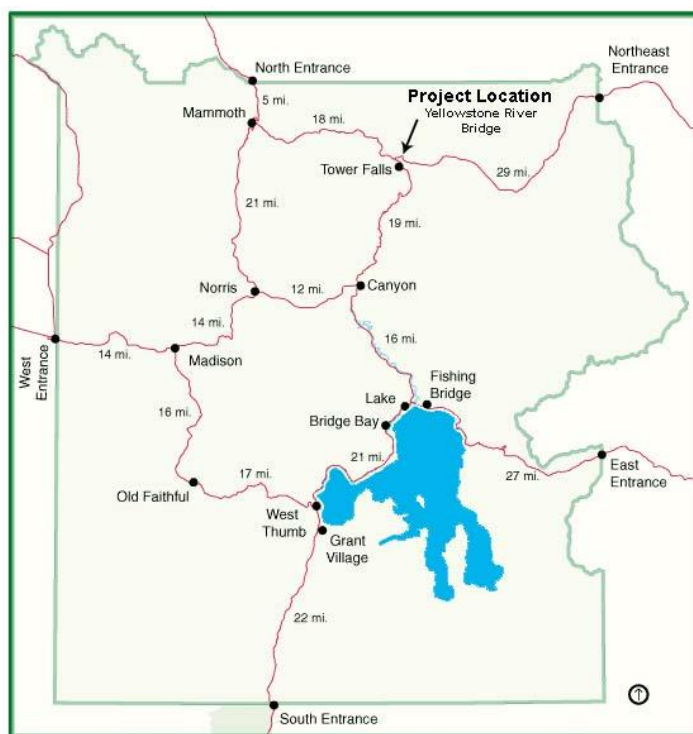 North Entrance
Northeast
Entrance
5 mi.
Project Location
Yellowstone River
Bridge
Mammoth
18 mi.
Tower Falls
29 mi.
21 mi.
19 mi.
Norris
12 mi.
Canyon
14 mi.
16 mi.
West
Entrance
14 mi.
Madison
Fishing
Bridge
Lake
16 mi.
Bridge Bay
21 mi.
East
Entrance
27 mi.
17 mi.
Old Faithful
West
Thumb
Grant
Village
22 mi.
South Entrance